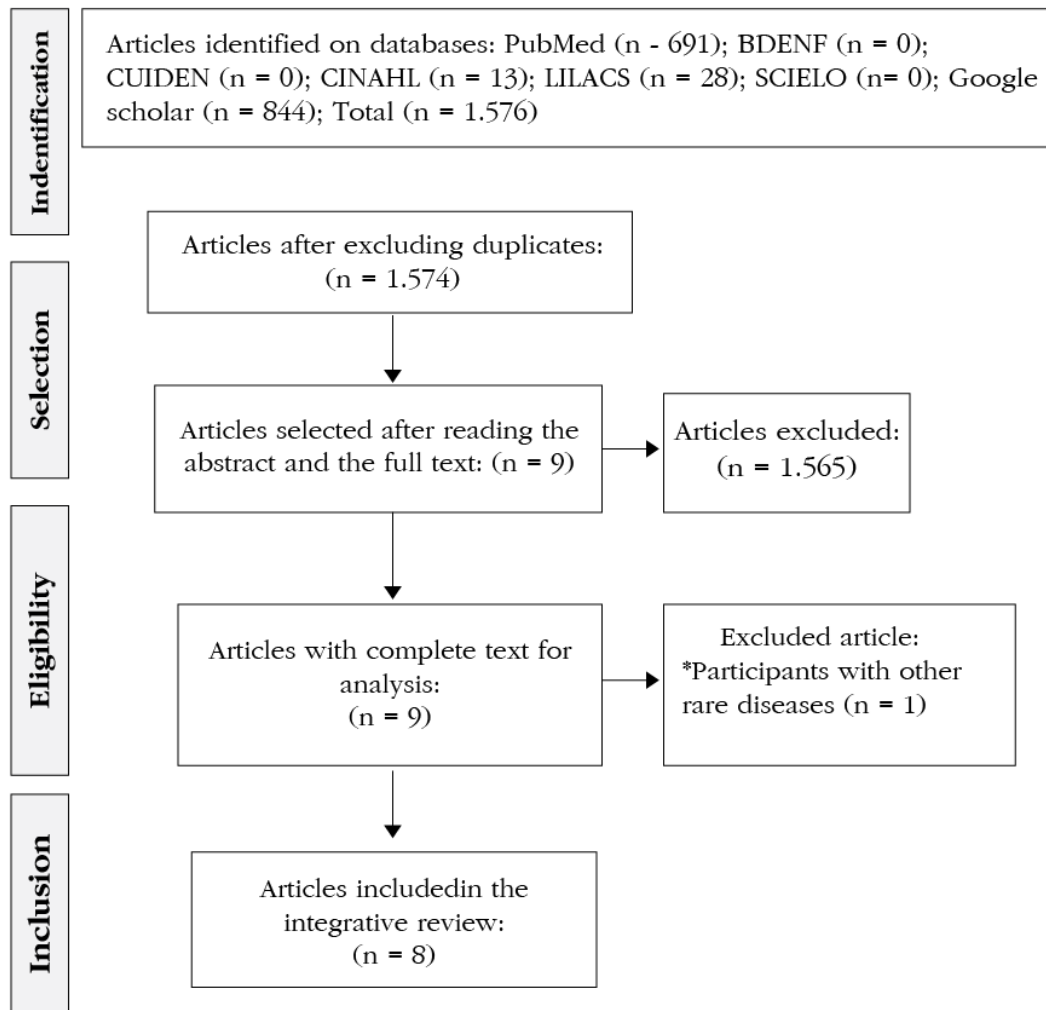 Indentification
Articles identified on databases: PubMed (n - 691); BDENF (n = 0);
CUIDEN (n = 0); CINAHL (n = 13); LILACS (n = 28); SCIELO (n= 0); Google
scholar (n = 844); Total (n = 1.576)
Articles after excluding duplicates:
(n = 1.574)
Selection
Articles selected after reading the
abstract and the full text: (n = 9)
Articles excluded:
(n = 1.565)
Eligibility
Articles with complete text for
analysis:
(n = 9)
Excluded article:
*Participants with other
rare diseases (n = 1)
Inclusion
Articles includedin the
integrative review:
(n = 8)